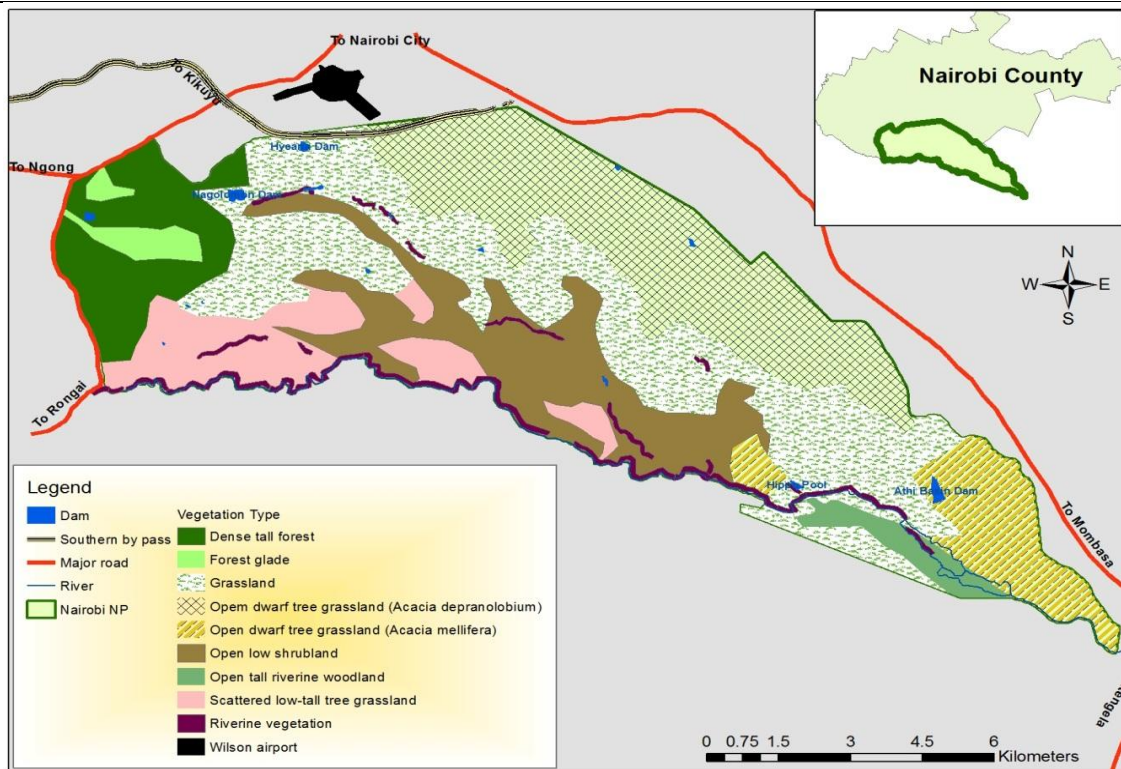 To Nairobi City
Nairobi County
To Kikuyu
To Ngong
Hyeana Dam
N
W E
S
To Rongai
Hippo Pool
Athi Basin Dam
To Mombasa
Legend
Dam
Southern by pass
Major road
River
Nairobi NP
Vegetation Type
Dense tall forest
Forest glade
Grassland
Opem dwarf tree grassland (Acacia depranolobium)
Open dwarf tree grassland (Acacia mellifera)
Open low shrubland
Open tall riverine woodland
Scattered low-tall tree grassland
Riverine vegetation
Wilson airport
0 0.75 1.5 3 4.5 6
Kilometers